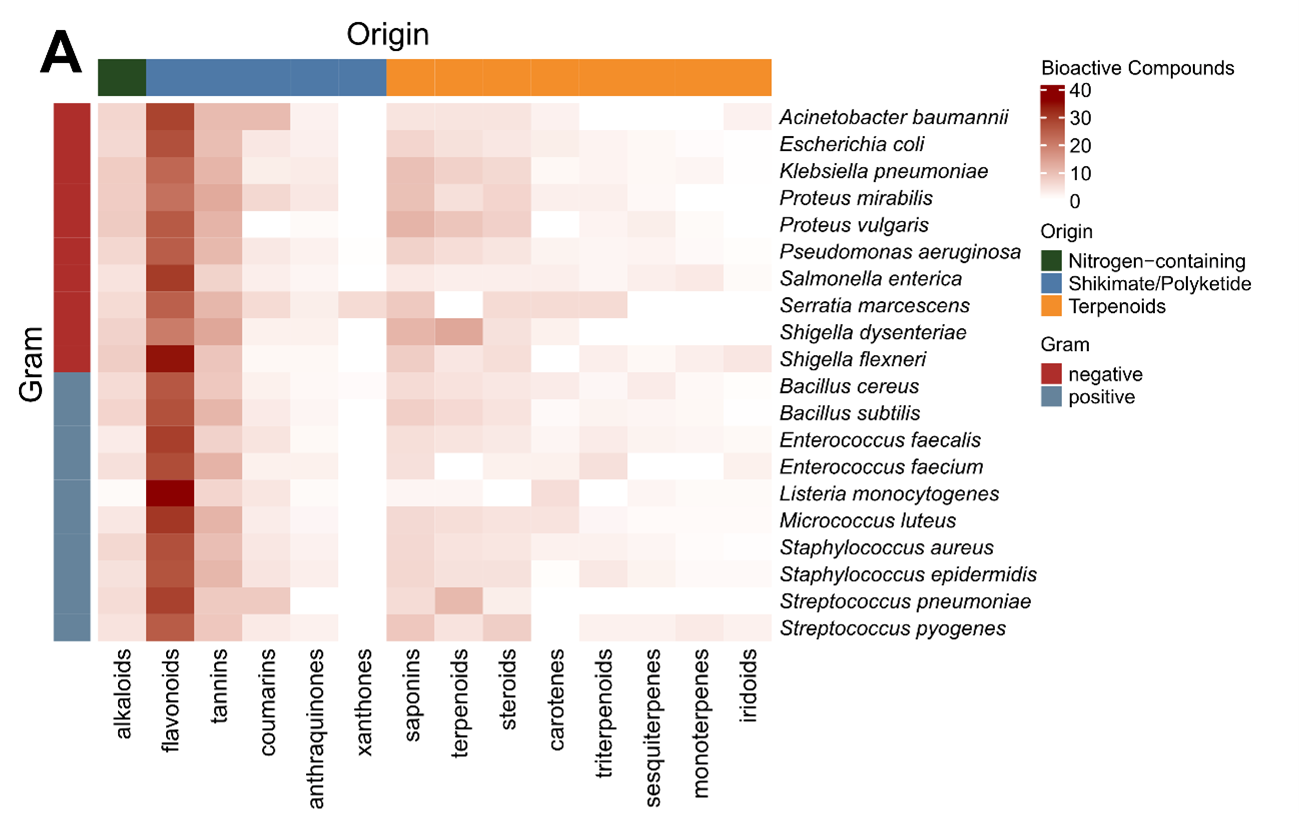 A
Origin
Bioactive Compounds
40
30
20
10
0
Origin
Nitrogen−containing
Shikimate/Polyketide
Terpenoids
Gram
negative
positive
Gram
Acinetobacter baumannii
Escherichia coli
Klebsiella pneumoniae
Proteus mirabilis
Proteus vulgaris
Pseudomonas aeruginosa
Salmonella enterica
Serratia marcescens
Shigella dysenteriae
Shigella flexneri
Bacillus cereus
Bacillus subtilis
Enterococcus faecalis
Enterococcus faecium
Listeria monocytogenes
Micrococcus luteus
Staphylococcus aureus
Staphylococcus epidermidis
Streptococcus pneumoniae
Streptococcus pyogenes
alkaloids
flavonoids
tannins
coumarins
anthraquinones
xanthones
saponins
terpenoids
steroids
carotenes
triterpenoids
sesquiterpenes
monoterpenes
iridoids